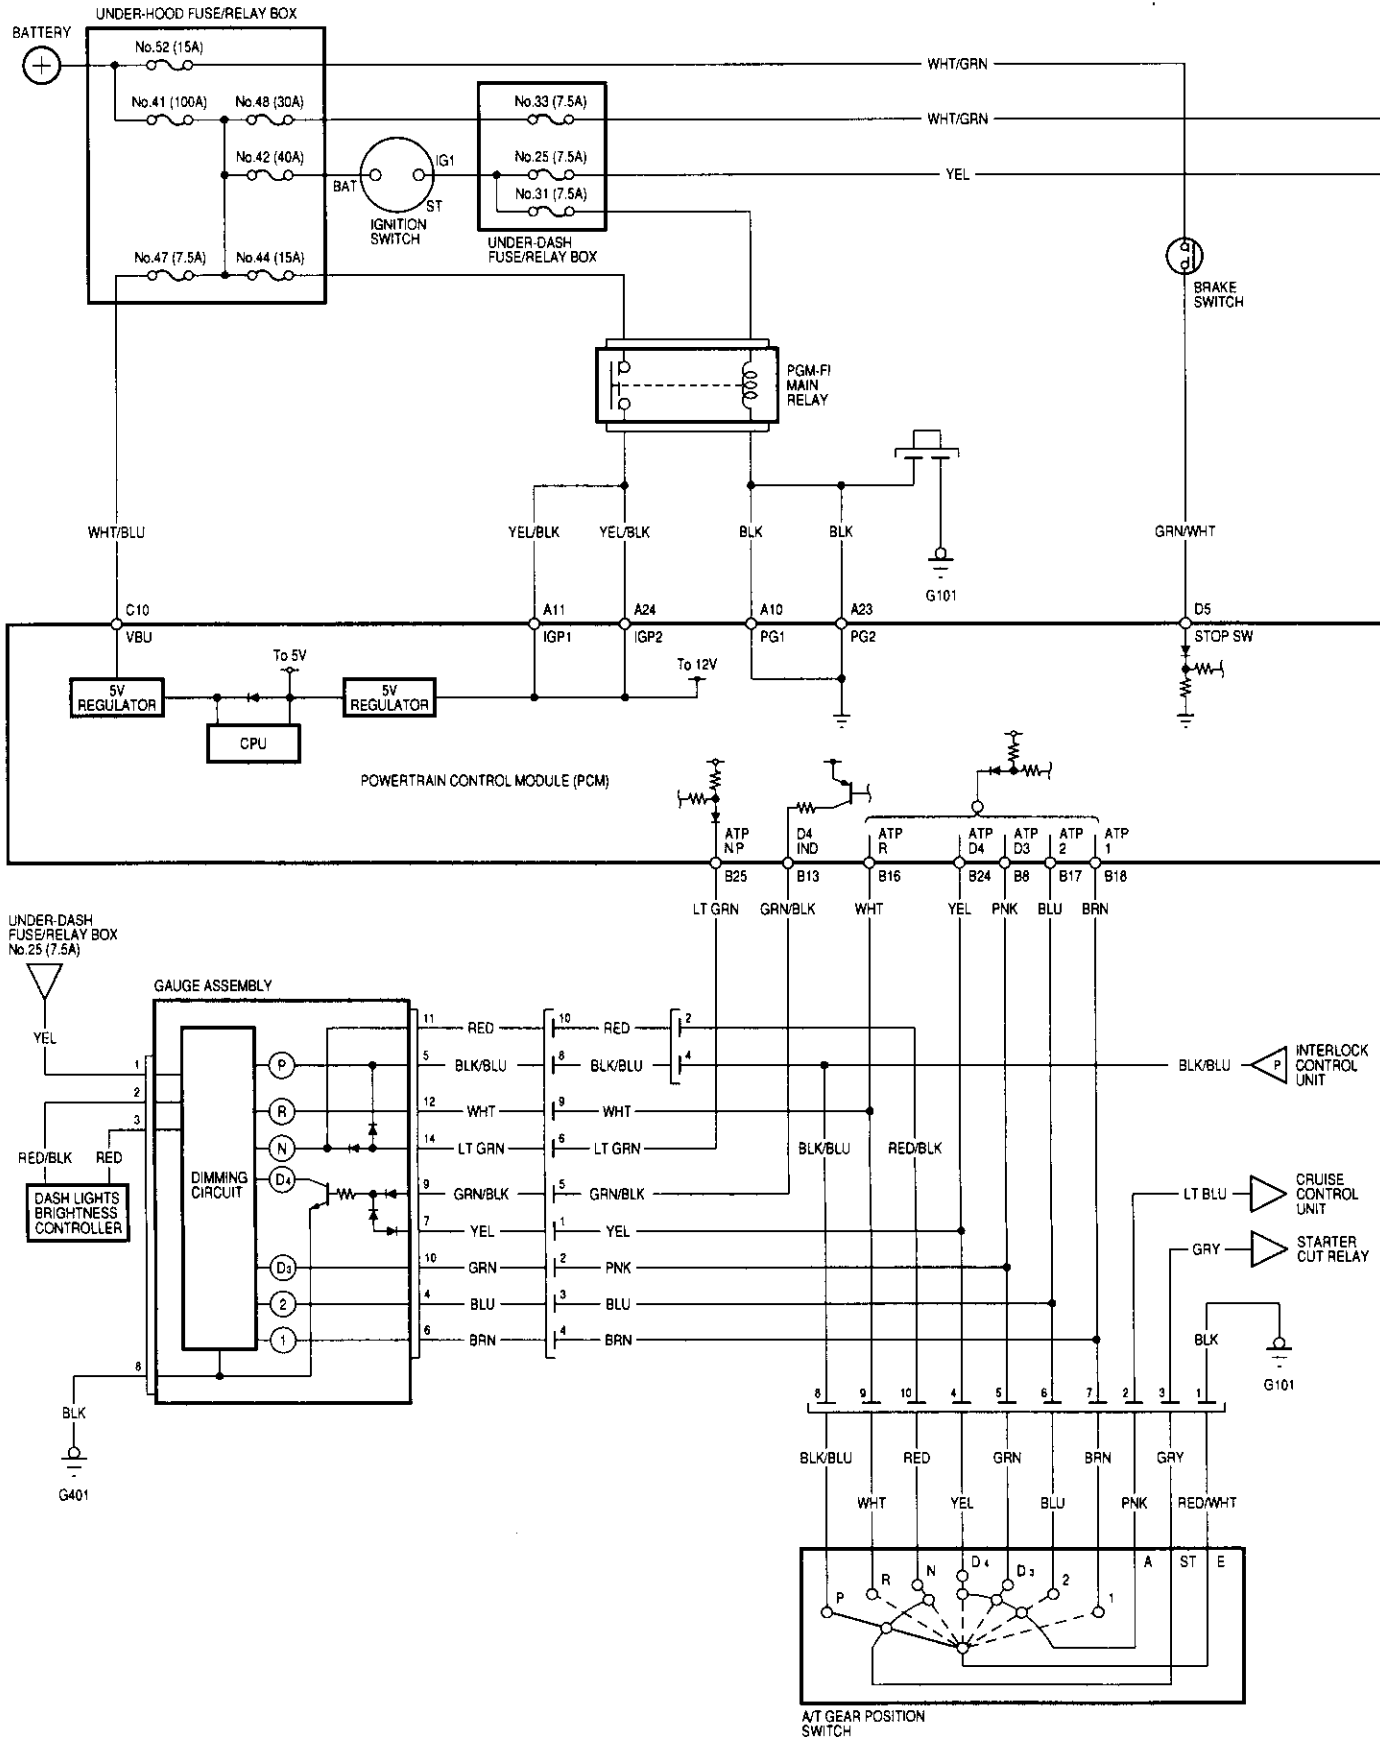 UNDER-HOOD FUSE/RELAY BOX
BATTERY
No.52 (15A)
WHT/GRN
No.41 (100A)
No.48 (30A)
No.33 (7.5A)
WHT/GRN
No.42 (40A)
IG1
No.25 (7.5A)
YEL
BAT
ST
No.31 (7.5A)
IGNITION
SWITCH
UNDER-DASH
FUSE/RELAY BOX
No.47 (7.5A)
No.44 (15A)
BRAKE
SWITCH
PGM-FI
MAIN
RELAY
WHT/BLU
YEL/BLK
YEL/BLK
BLK
BLK
GRN/WHT
G101
C10
A11
A24
A10
A23
D5
VBU
IGP1
IGP2
PG1
PG2
STOP SW
To 5V
To 12V
5V
REGULATOR
5V
REGULATOR
CPU
POWERTRAIN CONTROL MODULE (PCM)
ATP
NP
D4
IND
ATP
R
ATP
D4
ATP
D3
ATP
2
ATP
1
B25
B13
B16
B24
B8
B17
B18
LT GRN
GRN/BLK
WHT
YEL
PNK
BLU
BRN
UNDER-DASH
FUSE/RELAY BOX
No.25 (7.5A)
GAUGE ASSEMBLY
YEL
11 RED 10 RED 2
P 5 BLK/BLU 8 BLK/BLU 4 BLK/BLU P
INTERLOCK
CONTROL
UNIT
1
2
R 12 WHT 9 WHT
3
N 14 LT GRN 6 LT GRN
BLK/BLU
RED/BLK
RED/BLK
RED
DIMMING
CIRCUIT
D4 9 GRN/BLK 5 GRN/BLK
LT BLU
CRUISE
CONTROL
UNIT
DASH LIGHTS
BRIGHTNESS
CONTROLLER
7 YEL 1 YEL
GRY
STARTER
CUT RELAY
D3 10 GRN 2 PNK
2 4 BLU 3 BLU
1 6 BRN 4 BRN
BLK
G101
8
BLK
G401
8 9 10 4 5 6 7 2 3 1
BLK/BLU
RED
GRN
BRN
GRY
WHT
YEL
BLU
PNK
RED/WHT
P
R
N
D4
D3
2
1
A
ST
E
A/T GEAR POSITION
SWITCH